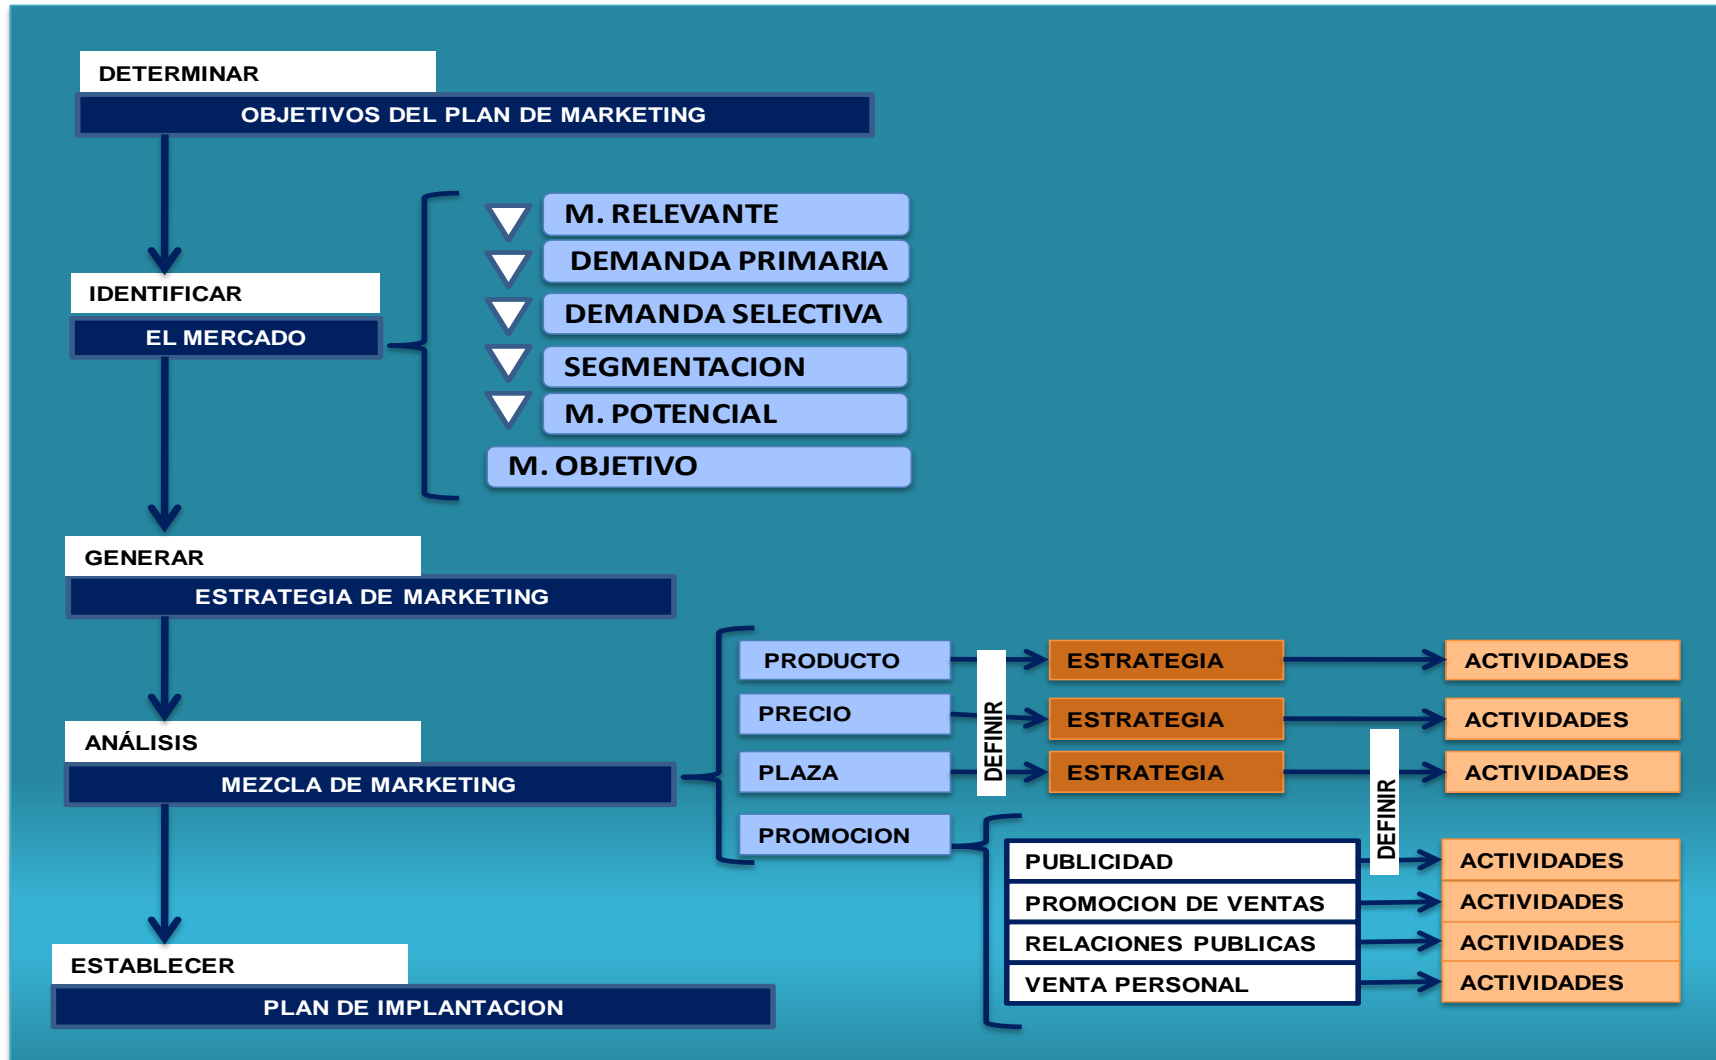 DETERMINAR
OBJETIVOS DEL PLAN DE MARKETING
IDENTIFICAR
EL MERCADO
M. RELEVANTE
DEMANDA PRIMARIA
DEMANDA SELECTIVA
SEGMENTACION
M. POTENCIAL
M. OBJETIVO
GENERAR
ESTRATEGIA DE MARKETING
ANÁLISIS
MEZCLA DE MARKETING
PRODUCTO
PRECIO
PLAZA
PROMOCION
DEFINIR
ESTRATEGIA
ESTRATEGIA
ESTRATEGIA
DEFINIR
ACTIVIDADES
ACTIVIDADES
ACTIVIDADES
PUBLICIDAD
PROMOCION DE VENTAS
RELACIONES PUBLICAS
VENTA PERSONAL
ACTIVIDADES
ACTIVIDADES
ACTIVIDADES
ACTIVIDADES
ESTABLECER
PLAN DE IMPLANTACION